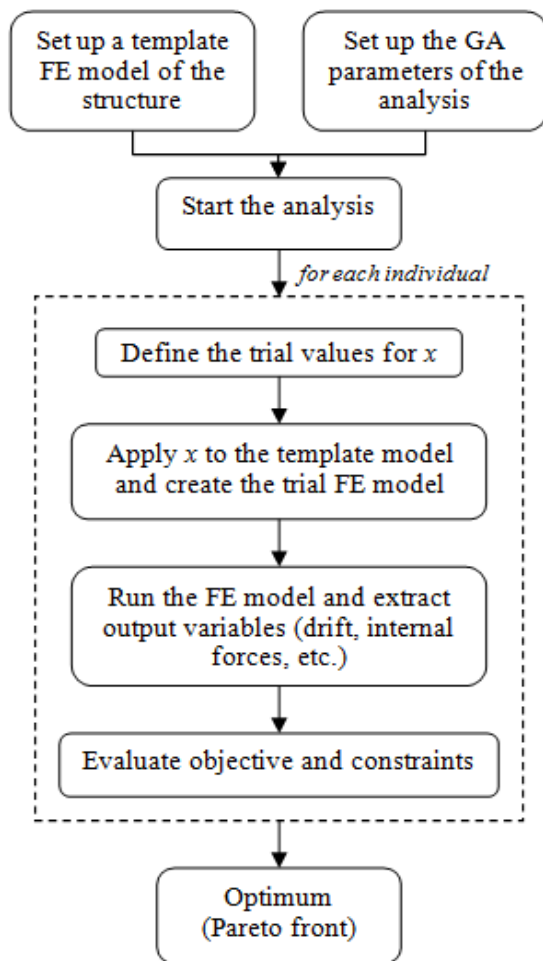 Set up a template
FE model of the
structure
Set up the GA
parameters of the
analysis
Start the analysis
for each individual
Define the trial values for x
Apply x to the template model
and create the trial FE model
Run the FE model and extract
output variables (drift, internal
forces, etc.)
Evaluate objective and constraints
Optimum
(Pareto front)